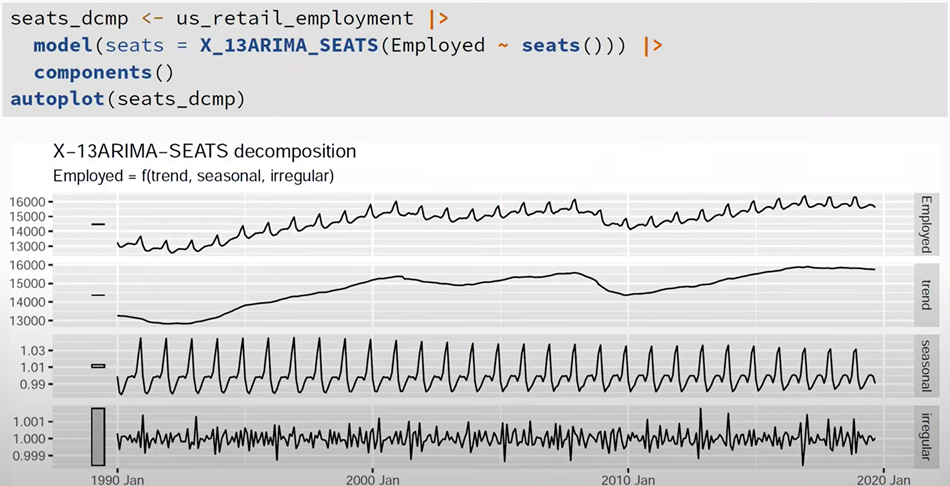 seats_dcmp <- us_retail_employment |>
  model(seats = X_13ARIMA_SEATS(Employed ~ seats())) |>
  components()
autoplot(seats_dcmp)
X-13ARIMA-SEATS decomposition
Employed = f(trend, seasonal, irregular)
16000
15000
14000
13000
Employed
16000
15000
14000
13000
trend
1.03
1.01
0.99
seasonal
1.001
1.000
0.999
irregular
1990 Jan 2000 Jan 2010 Jan 2020 Jan